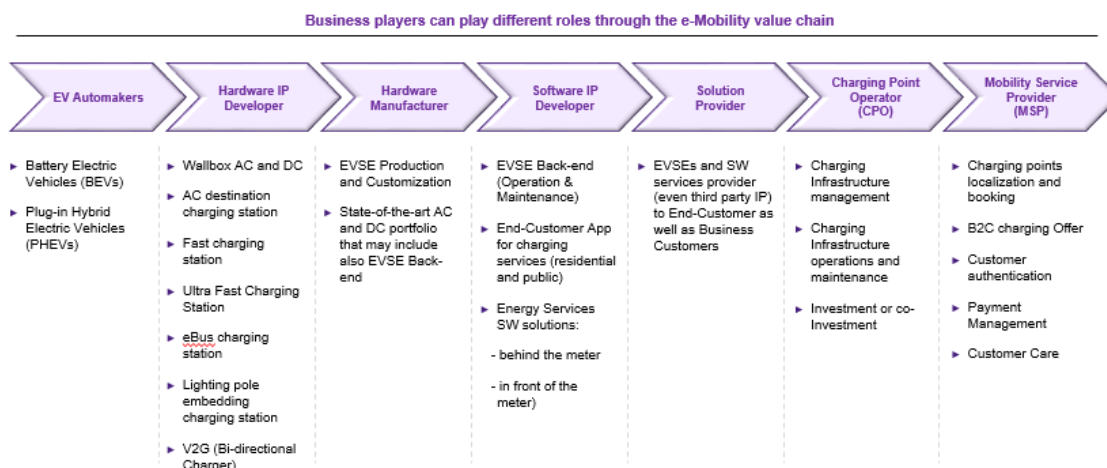 Business players can play different roles through the e-Mobility value chain
EV Automakers
Hardware IP
Developer
Hardware
Manufacturer
Software IP
Developer
Solution
Provider
Charging Point
Operator
(CPO)
Mobility Service
Provider
(MSP)
► Battery Electric
Vehicles (BEVs)
► Plug-in Hybrid
Electric Vehicles
(PHEVs)
► Wallbox AC and DC
► AC destination
charging station
► Fast charging
station
► Ultra Fast Charging
Station
► eBus charging
station
► Lighting pole
embedding
charging station
► V2G (Bi-directional
Charger)
► EVSE Production
and Customization
► State-of-the-art AC
and DC portfolio
that may include
also EVSE Back-
end
► EVSE Back-end
(Operation &
Maintenance)
► End-Customer App
for charging
services (residential
and public)
► Energy Services
SW solutions:
- behind the meter
- in front of the
meter)
► EVSEs and SW
services provider
(even third party IP)
to End-Customer as
well as Business
Customers
► Charging
Infrastructure
management
► Charging
Infrastructure
operations and
maintenance
► Investment or co-
Investment
► Charging points
localization and
booking
► B2C charging Offer
► Customer
authentication
► Payment
Management
► Customer Care